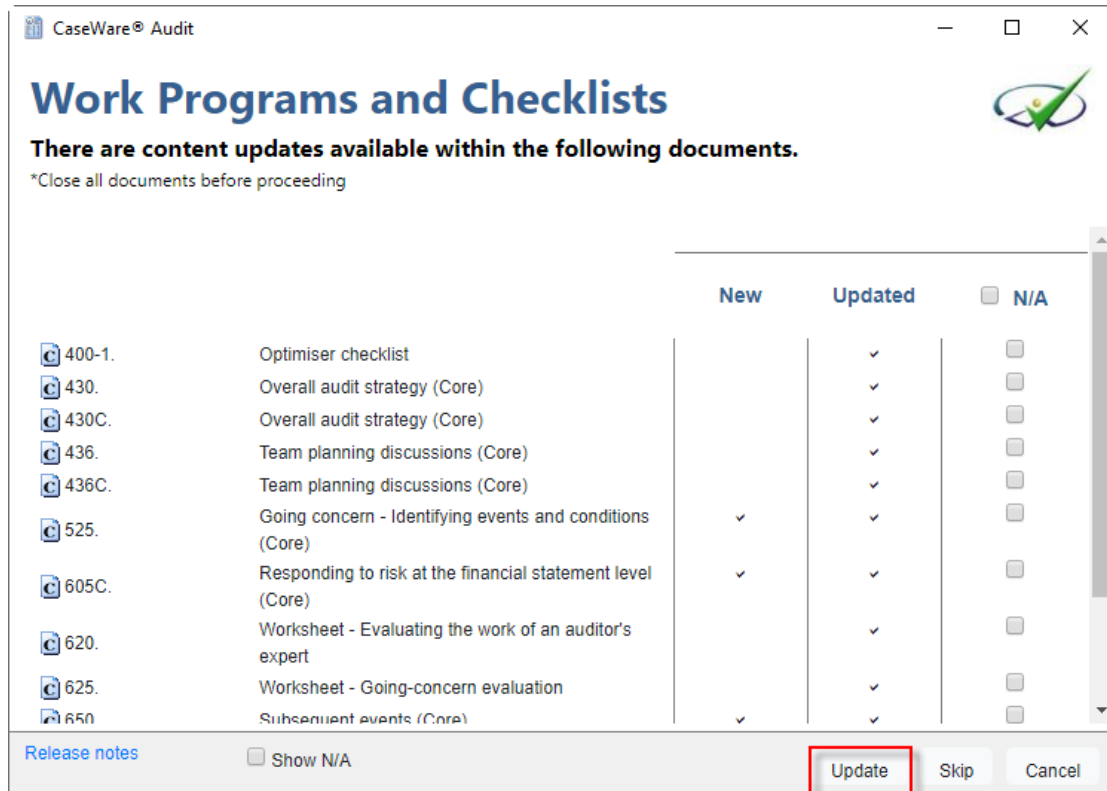 CaseWare® Audit
Work Programs and Checklists
There are content updates available within the following documents.
*Close all documents before proceeding
New Updated N/A
400-1. Optimiser checklist
430. Overall audit strategy (Core)
430C. Overall audit strategy (Core)
436. Team planning discussions (Core)
436C. Team planning discussions (Core)
525. Going concern - Identifying events and conditions
(Core)
605C. Responding to risk at the financial statement level
(Core)
620. Worksheet - Evaluating the work of an auditor's
expert
625. Worksheet - Going-concern evaluation
650 Subsequent events (Core)
Release notes Show N/A Update Skip Cancel